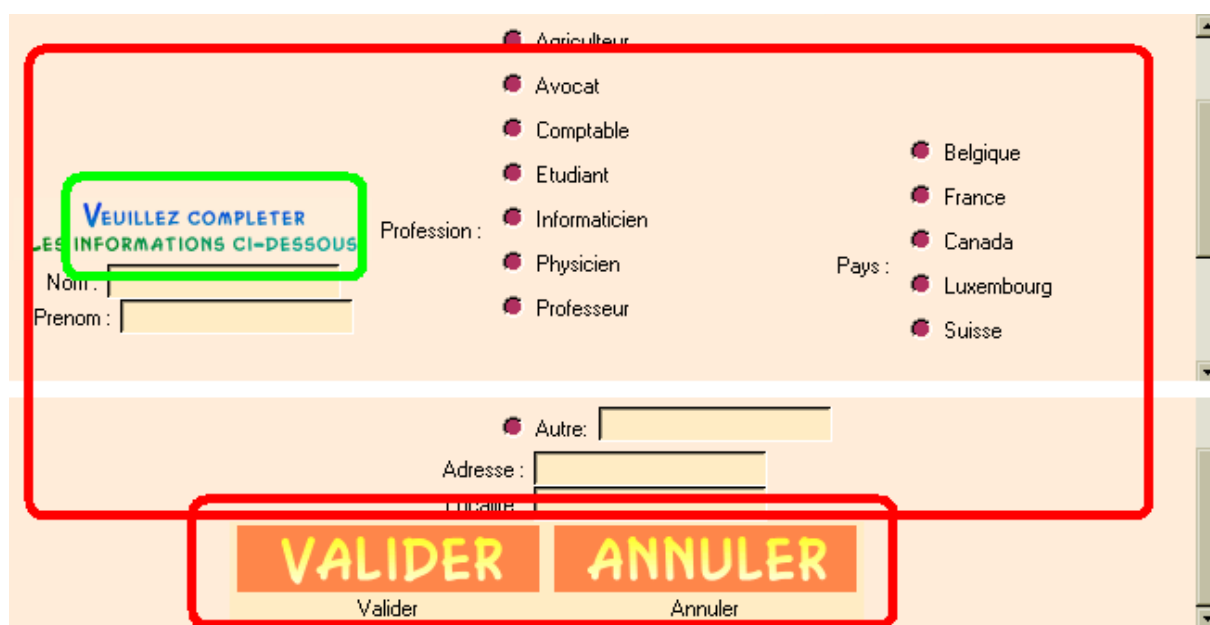 Agriculteur
Avocat
Comptable
Etudiant
Informaticien
Physicien
Professeur
Profession :
VEUILLEZ COMPLETER
LES INFORMATIONS CI-DESSOUS
Nom :
Prenom :
Pays :
Belgique
France
Canada
Luxembourg
Suisse
Autre:
Adresse :
Localite
VALIDER ANNULER
Valider Annuler